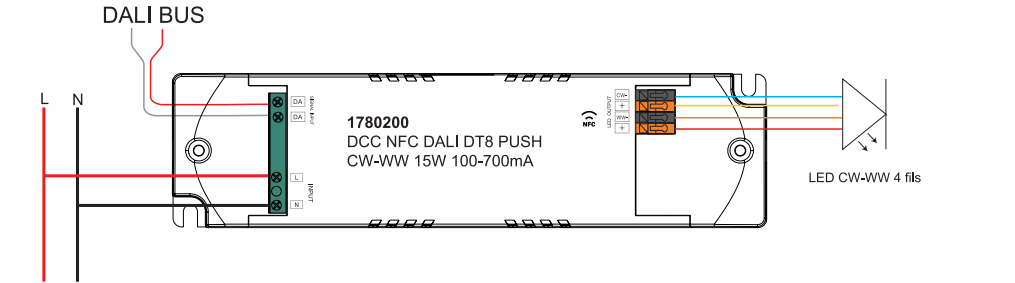 DALI BUS
L N
DA
DA
SIGNAL INPUT
L
N
INPUT
1780200
DCC NFC DALI DT8 PUSH
CW-WW 15W 100-700mA
NFC
LED OUTPUT
CW-
+
WW-
+
LED CW-WW 4 fils